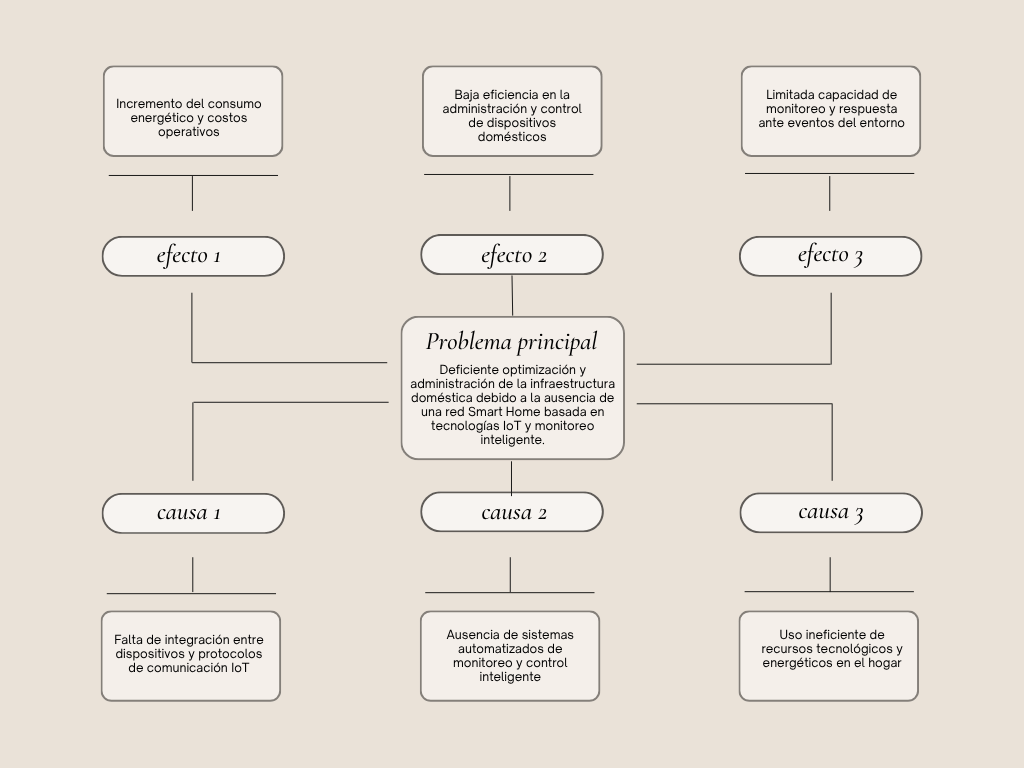 Incremento del consumo
energético y costos
operativos
Baja eficiencia en la
administración y control
de dispositivos
domésticos
Limitada capacidad de
monitoreo y respuesta
ante eventos del entorno
efecto 1
efecto 2
efecto 3
Problema principal
Deficiente optimización y
administración de la infraestructura
doméstica debido a la ausencia de
una red Smart Home basada en
tecnologías IoT y monitoreo
inteligente.
causa 1
causa 2
causa 3
Falta de integración entre
dispositivos y protocolos
de comunicación IoT
Ausencia de sistemas
automatizados de
monitoreo y control
inteligente
Uso ineficiente de
recursos tecnológicos y
energéticos en el hogar